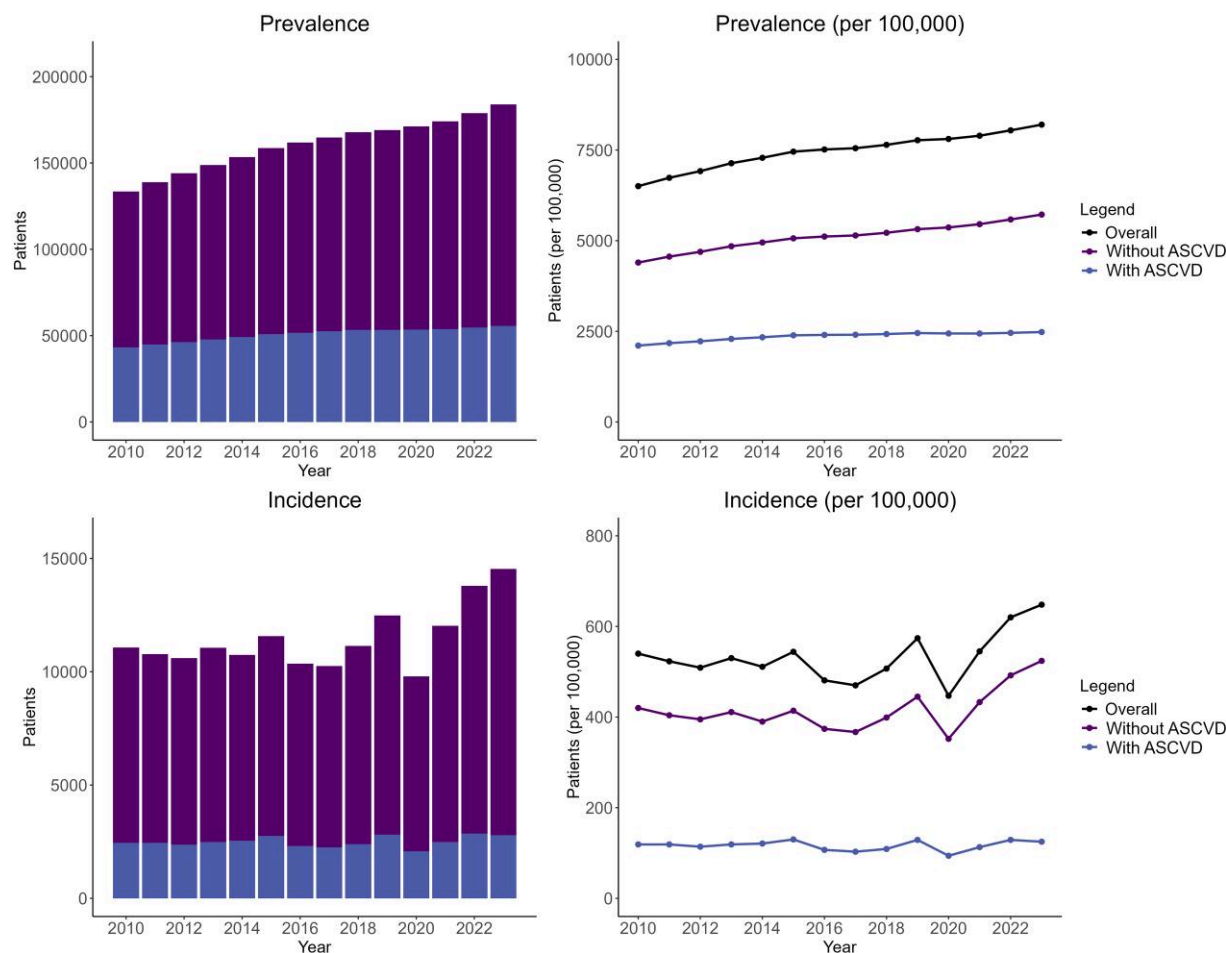 Prevalence
200000
150000
100000
50000
0
Patients
2010 2012 2014 2016 2018 2020 2022
Year
Prevalence (per 100,000)
10000
7500
5000
2500
0
Patients (per 100,000)
2010 2012 2014 2016 2018 2020 2022
Year
Legend
Overall
Without ASCVD
With ASCVD
Incidence
15000
10000
5000
0
Patients
2010 2012 2014 2016 2018 2020 2022
Year
Incidence (per 100,000)
800
600
400
200
0
Patients (per 100,000)
2010 2012 2014 2016 2018 2020 2022
Year
Legend
Overall
Without ASCVD
With ASCVD